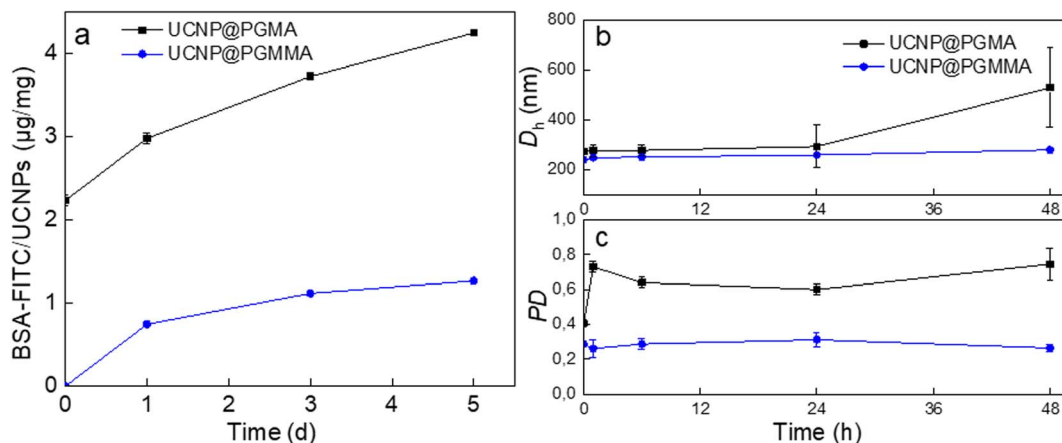 a
UCNP@PGMA
UCNP@PGMMA
BSA-FITC/UCNPs (µg/mg)
4
3
2
1
0
0 1 2 3 4 5
Time (d)
b
UCNP@PGMA
UCNP@PGMMA
Dh (nm)
800
600
400
200
0 12 24 36 48
c
PD
1,0
0,8
0,6
0,4
0,2
0,0
0 12 24 36 48
Time (h)